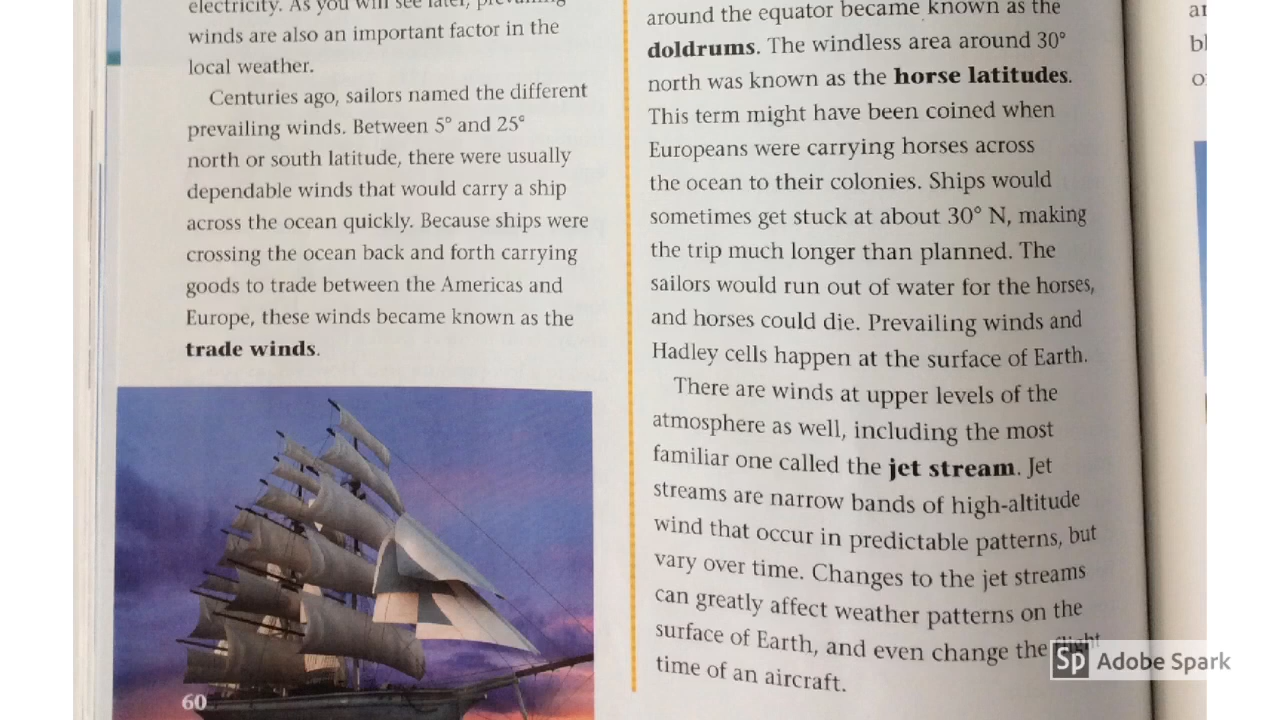 electricity. As you will see later, prevailing
winds are also an important factor in the
local weather.
Centuries ago, sailors named the different
prevailing winds. Between 5° and 25°
north or south latitude, there were usually
dependable winds that would carry a ship
across the ocean quickly. Because ships were
crossing the ocean back and forth carrying
goods to trade between the Americas and
Europe, these winds became known as the
trade winds.
60
around the equator became known as the
doldrums. The windless area around 30°
north was known as the horse latitudes.
This term might have been coined when
Europeans were carrying horses across
the ocean to their colonies. Ships would
sometimes get stuck at about 30° N, making
the trip much longer than planned. The
sailors would run out of water for the horses,
and horses could die. Prevailing winds and
Hadley cells happen at the surface of Earth.
There are winds at upper levels of the
atmosphere as well, including the most
familiar one called the jet stream. Jet
streams are narrow bands of high-altitude
wind that occur in predictable patterns, but
vary over time. Changes to the jet streams
can greatly affect weather patterns on the
surface of Earth, and even change the flight
time of an aircraft.
Sp Adobe Spark